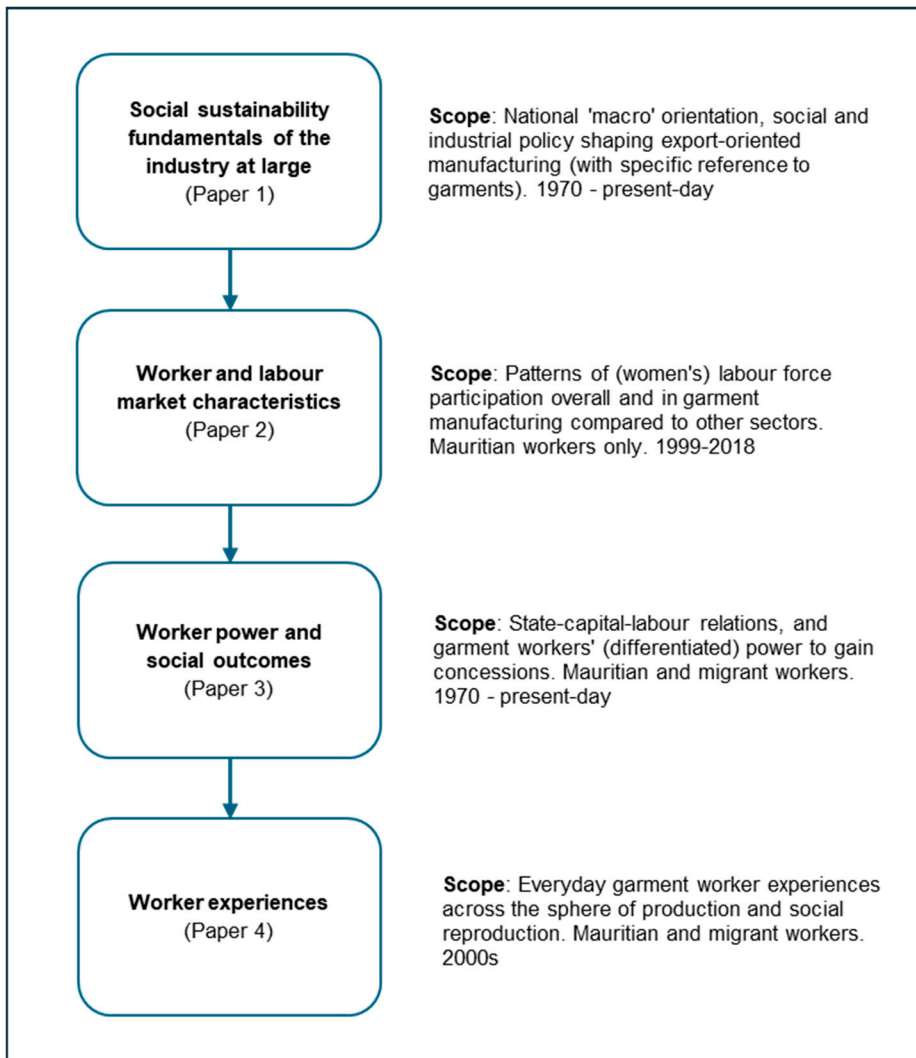 Social sustainability
fundamentals of the
industry at large
(Paper 1)
Scope: National 'macro' orientation, social and
industrial policy shaping export-oriented
manufacturing (with specific reference to
garments). 1970 - present-day
Worker and labour
market characteristics
(Paper 2)
Scope: Patterns of (women's) labour force
participation overall and in garment
manufacturing compared to other sectors.
Mauritian workers only. 1999-2018
Worker power and
social outcomes
(Paper 3)
Scope: State-capital-labour relations, and
garment workers' (differentiated) power to gain
concessions. Mauritian and migrant workers.
1970 - present-day
Worker experiences
(Paper 4)
Scope: Everyday garment worker experiences
across the sphere of production and social
reproduction. Mauritian and migrant workers.
2000s